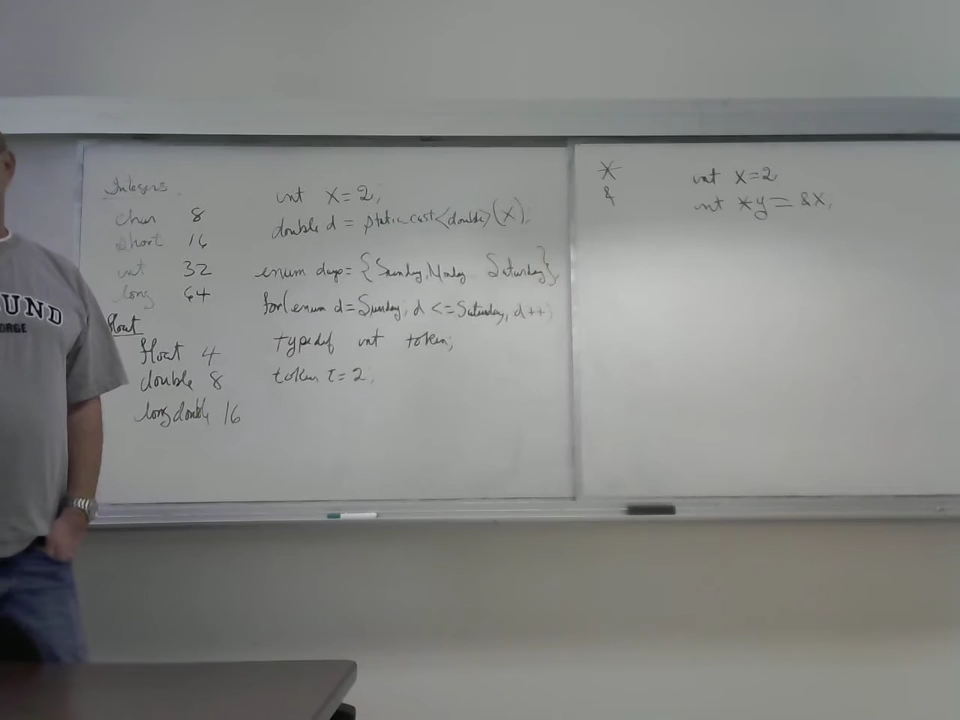 Integers
char 8
short 16
int 32
long 64
float
float 4
double 8
long double 16
int x = 2;
double d = static_cast<double>(x);
enum days = {Sunday, Monday Saturday};
for(enum d=Sunday; d <= Saturday, d++;
typedef int token;
token t = 2;
*
&
int x=2
int *y = &x;
OUND
ORGE